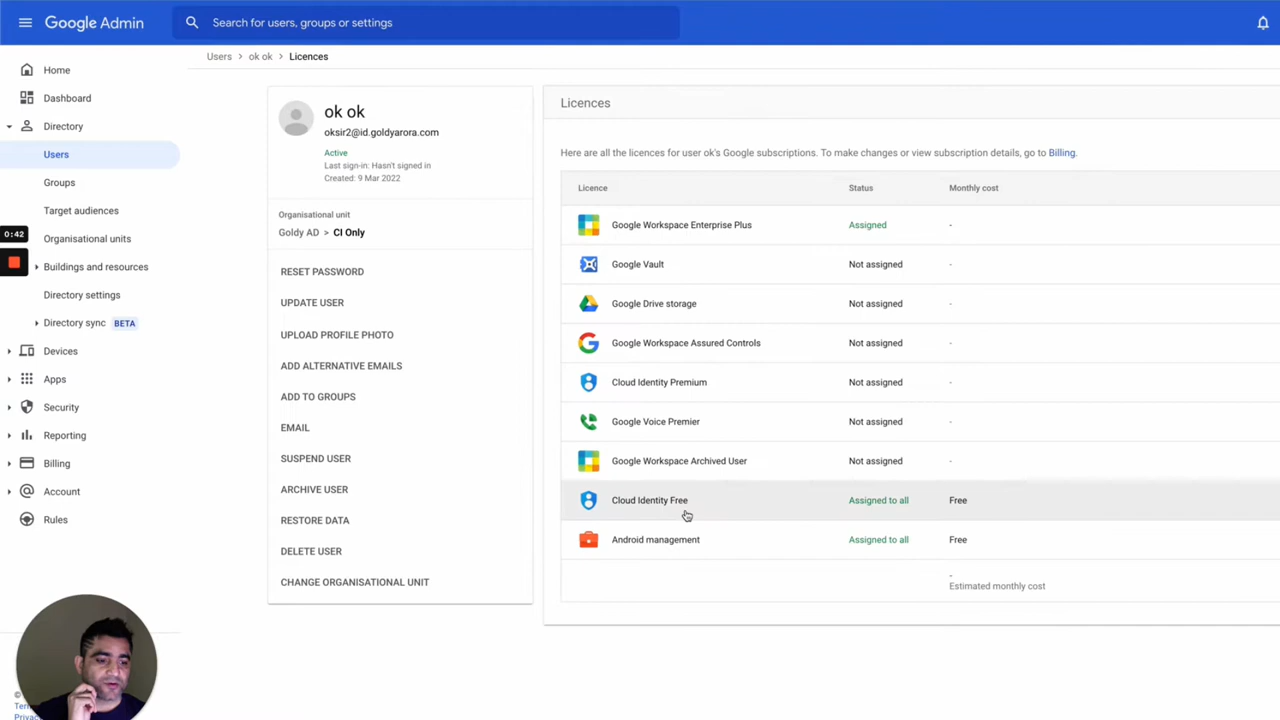 Google Admin
Search for users, groups or settings
Users > ok ok > Licences
Home
Dashboard
Directory
Users
Groups
Target audiences
0:42
Organisational units
Buildings and resources
Directory settings
Directory sync BETA
Devices
Apps
Security
Reporting
Billing
Account
Rules
©
ok ok
oksir2@id.goldyarora.com
Active
Last sign-in: Hasn't signed in
Created: 9 Mar 2022
Organisational unit
Goldy AD > CI Only
RESET PASSWORD
UPDATE USER
UPLOAD PROFILE PHOTO
ADD ALTERNATIVE EMAILS
ADD TO GROUPS
EMAIL
SUSPEND USER
ARCHIVE USER
RESTORE DATA
DELETE USER
CHANGE ORGANISATIONAL UNIT
Licences
Here are all the licences for user ok's Google subscriptions. To make changes or view subscription details, go to Billing.
Licence Status Monthly cost
Google Workspace Enterprise Plus Assigned -
Google Vault Not assigned -
Google Drive storage Not assigned -
Google Workspace Assured Controls Not assigned -
Cloud Identity Premium Not assigned -
Google Voice Premier Not assigned -
Google Workspace Archived User Not assigned -
Cloud Identity Free Assigned to all Free
Android management Assigned to all Free
-
Estimated monthly cost